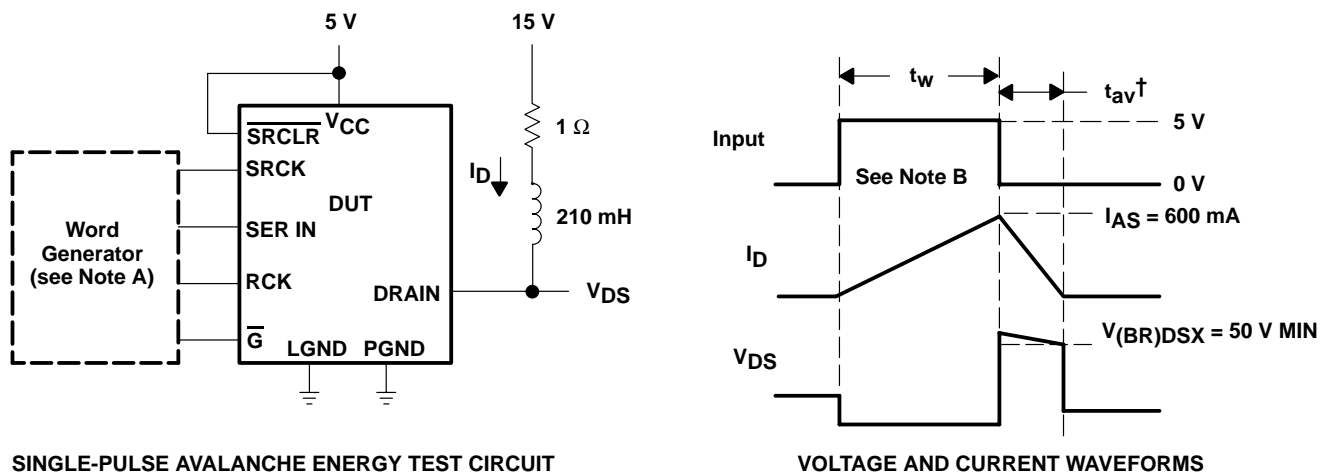 5 V
15 V
VCC
SRCLR
SRCK
SER IN
RCK
G
DUT
DRAIN
LGND PGND
Word
Generator
(see Note A)
ID
1 Ω
210 mH
VDS
SINGLE-PULSE AVALANCHE ENERGY TEST CIRCUIT
tw
tav†
Input
5 V
See Note B
0 V
IAS = 600 mA
ID
V(BR)DSX = 50 V MIN
VDS
VOLTAGE AND CURRENT WAVEFORMS